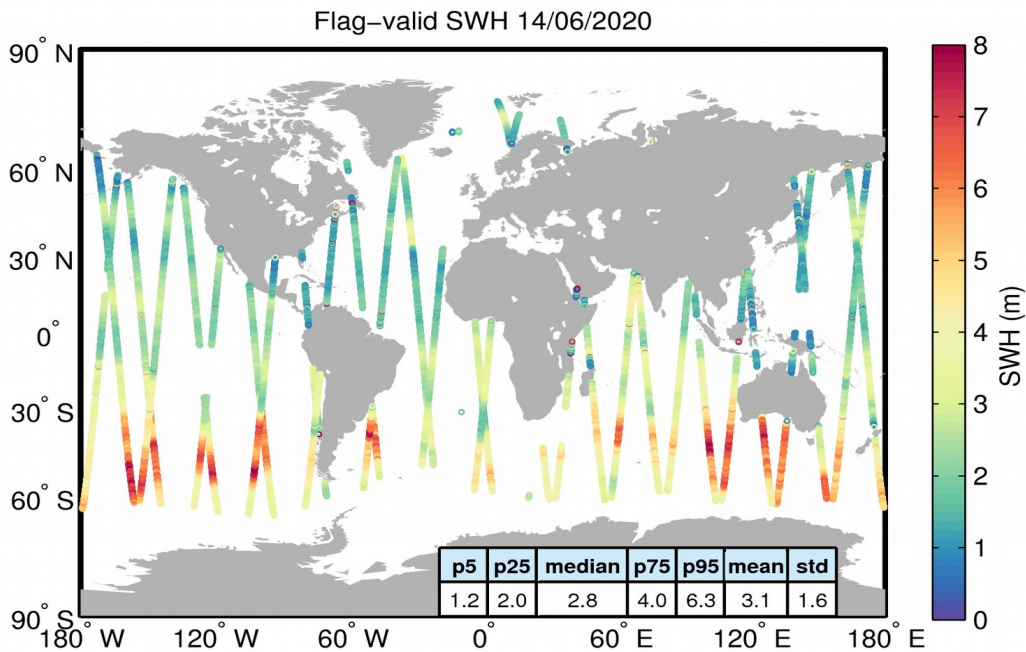 Flag−valid SWH 14/06/2020
90° N
60° N
30° N
0°
30° S
60° S
90° S
180° W
120° W
60° W
0°
60° E
120° E
180° E
p5 p25 median p75 p95 mean std
1.2 2.0 2.8 4.0 6.3 3.1 1.6
8
7
6
5
4
3
2
1
0
SWH (m)